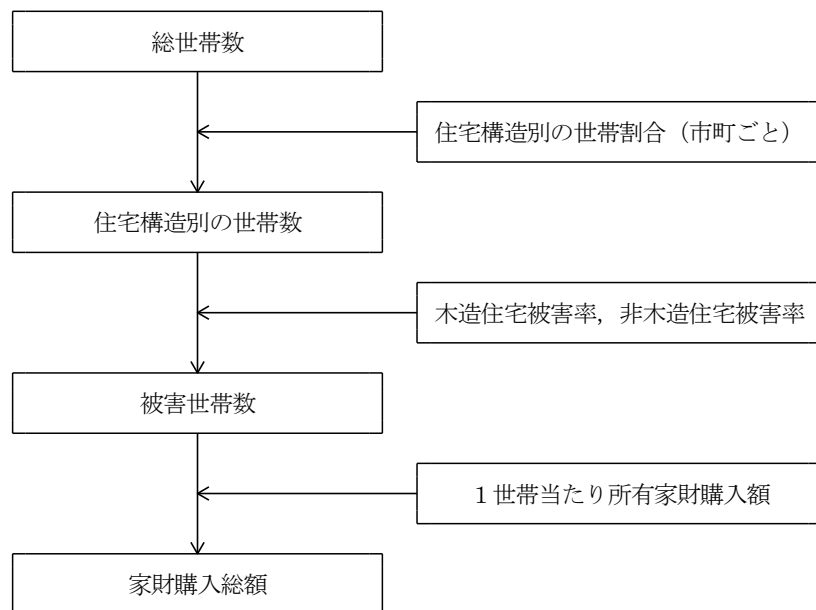 総世帯数
住宅構造別の世帯割合（市町ごと）
住宅構造別の世帯数
木造住宅被害率，非木造住宅被害率
被害世帯数
１世帯当たり所有家財購入額
家財購入総額